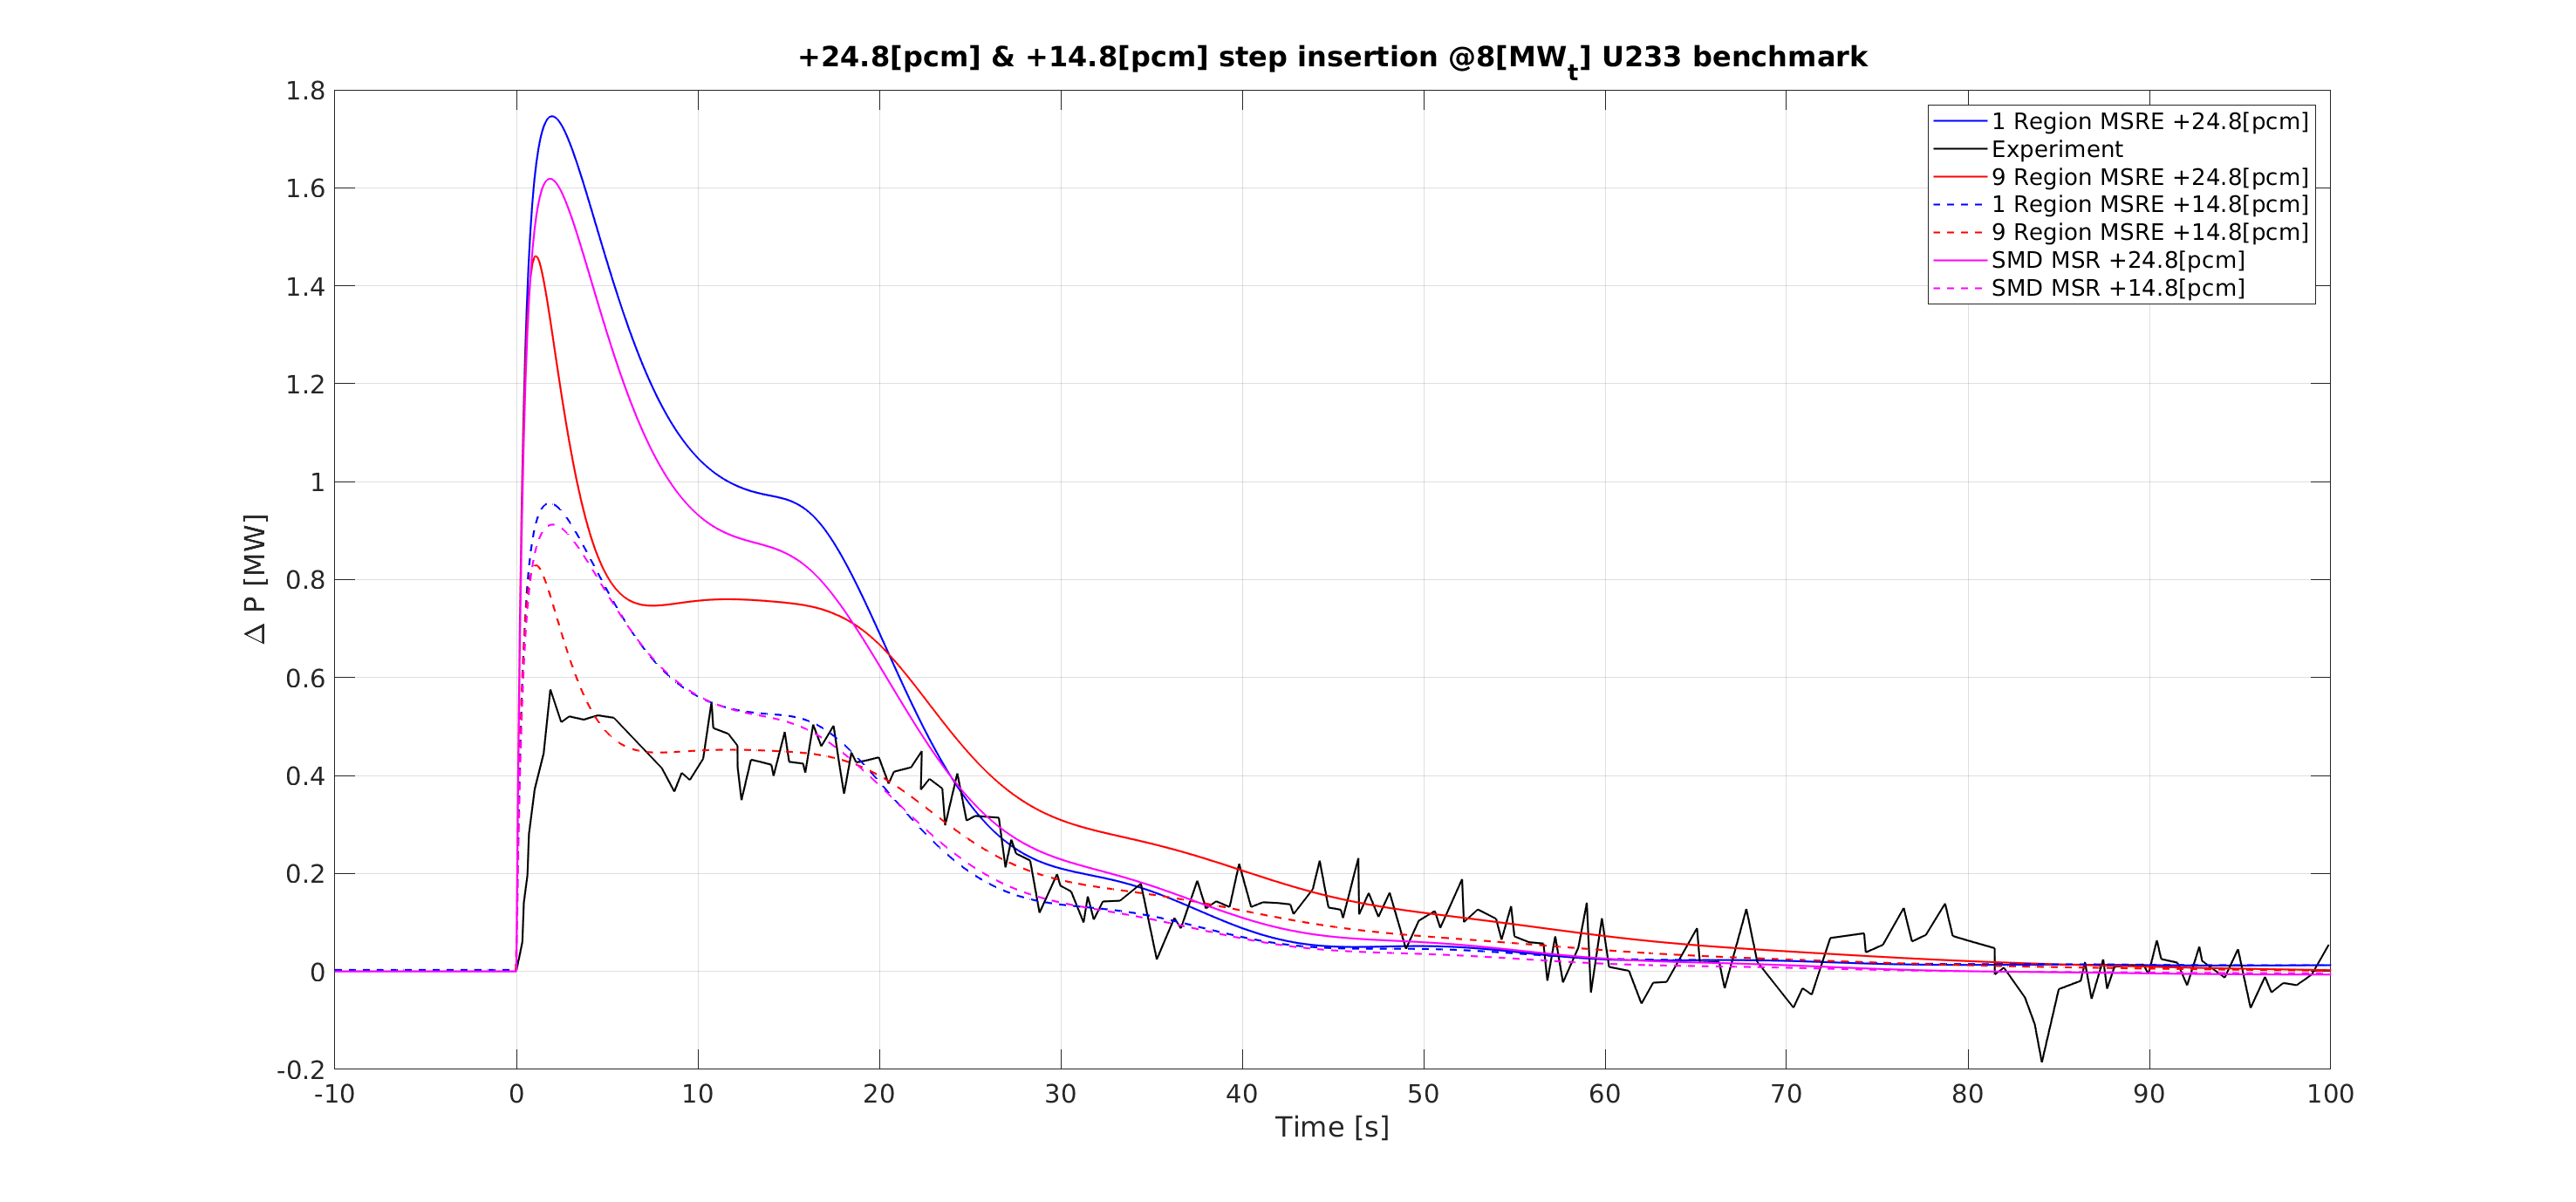 +24.8[pcm] & +14.8[pcm] step insertion @8[MWt] U233 benchmark
1.8
1.6
1.4
1.2
1
0.8
0.6
0.4
0.2
0
-0.2
Δ P [MW]
1 Region MSRE +24.8[pcm]
Experiment
9 Region MSRE +24.8[pcm]
1 Region MSRE +14.8[pcm]
9 Region MSRE +14.8[pcm]
SMD MSR +24.8[pcm]
SMD MSR +14.8[pcm]
-10 0 10 20 30 40 50 60 70 80 90 100
Time [s]